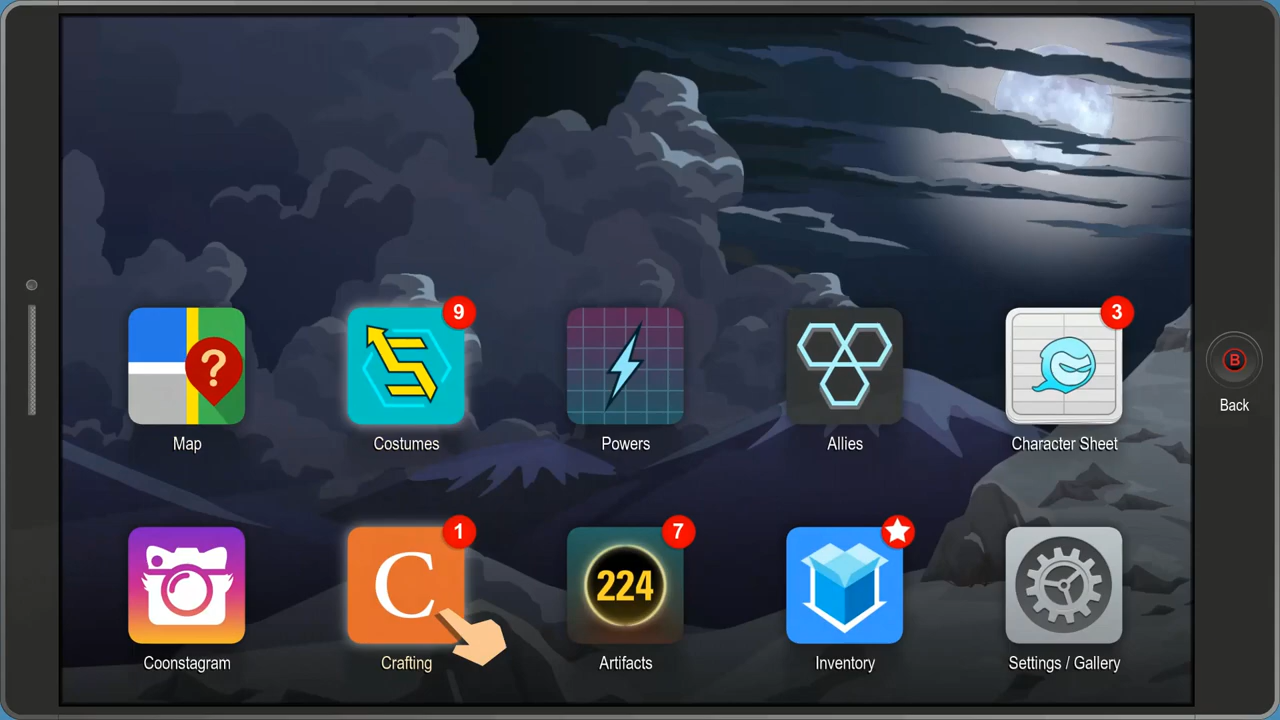 9
3
?
Map
Costumes
Powers
Allies
Character Sheet
B
Back
1
7
C
224
Coonstagram
Crafting
Artifacts
Inventory
Settings / Gallery